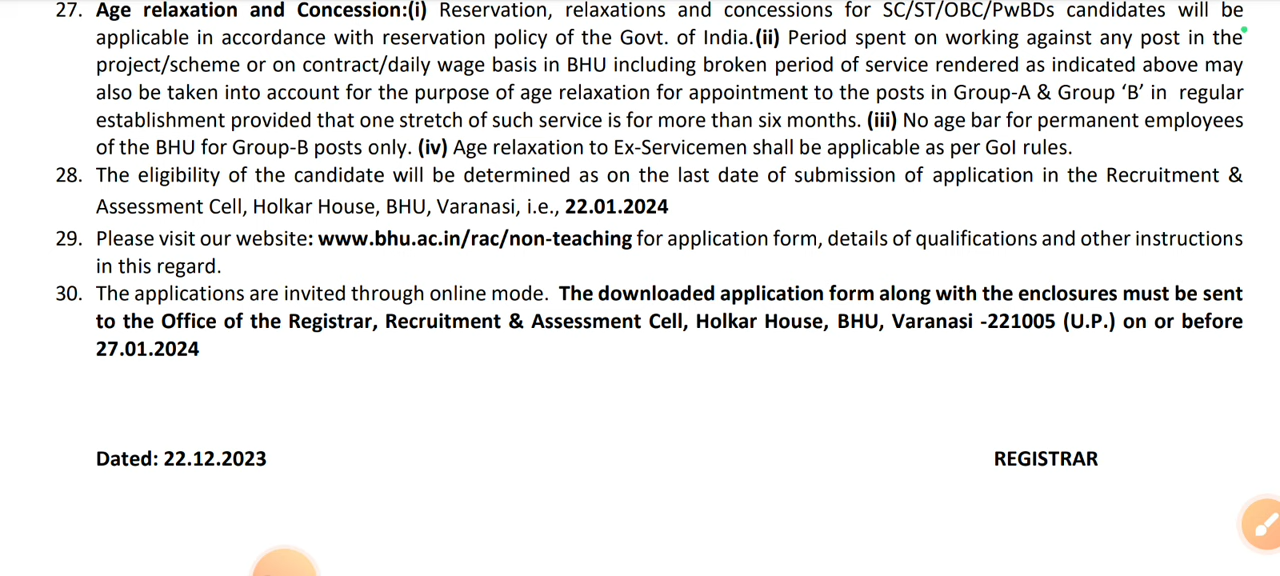 27. Age relaxation and Concession:(i) Reservation, relaxations and concessions for SC/ST/OBC/PwBDs candidates will be
applicable in accordance with reservation policy of the Govt. of India.(ii) Period spent on working against any post in the
project/scheme or on contract/daily wage basis in BHU including broken period of service rendered as indicated above may
also be taken into account for the purpose of age relaxation for appointment to the posts in Group-A & Group ‘B’ in regular
establishment provided that one stretch of such service is for more than six months. (iii) No age bar for permanent employees
of the BHU for Group-B posts only. (iv) Age relaxation to Ex-Servicemen shall be applicable as per GoI rules.
28. The eligibility of the candidate will be determined as on the last date of submission of application in the Recruitment &
Assessment Cell, Holkar House, BHU, Varanasi, i.e., 22.01.2024
29. Please visit our website: www.bhu.ac.in/rac/non-teaching for application form, details of qualifications and other instructions
in this regard.
30. The applications are invited through online mode. The downloaded application form along with the enclosures must be sent
to the Office of the Registrar, Recruitment & Assessment Cell, Holkar House, BHU, Varanasi -221005 (U.P.) on or before
27.01.2024
Dated: 22.12.2023 REGISTRAR